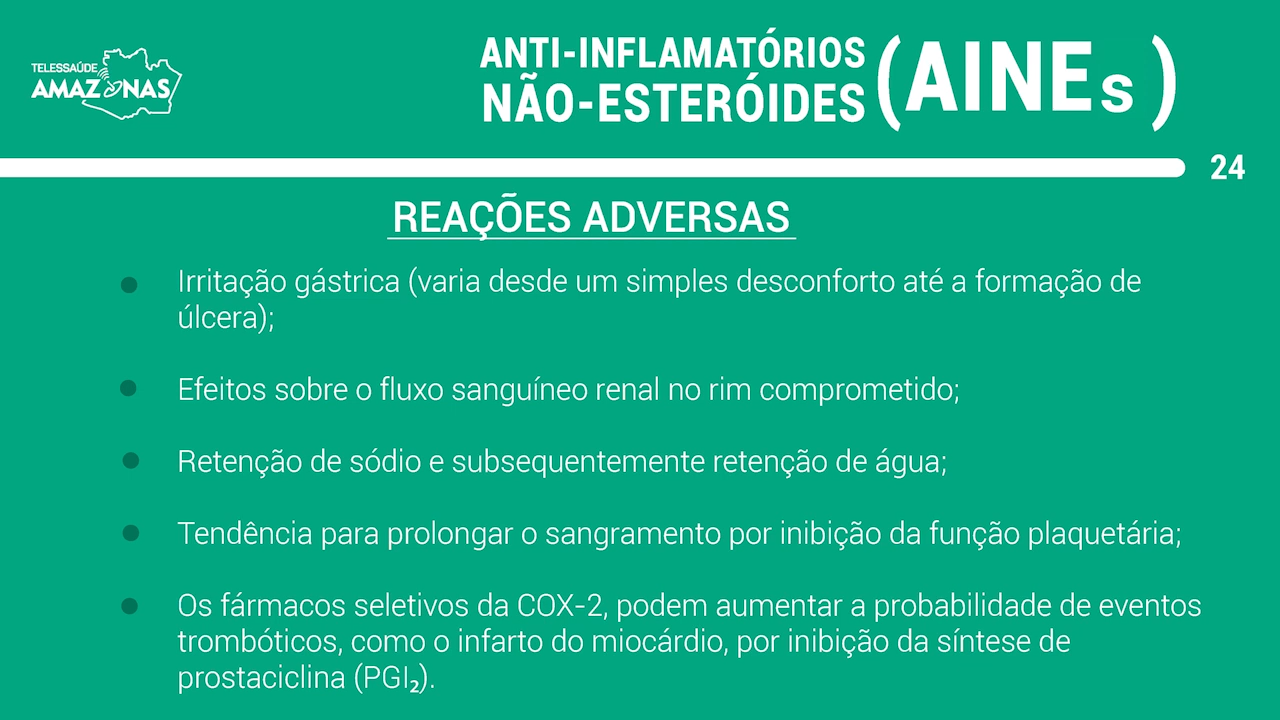 TELESSAÚDE
AMAZONAS
ANTI-INFLAMATÓRIOS
NÃO-ESTERÓIDES
(AINEs)
24
REAÇÕES ADVERSAS
Irritação gástrica (varia desde um simples desconforto até a formação de
úlcera);
Efeitos sobre o fluxo sanguíneo renal no rim comprometido;
Retenção de sódio e subsequentemente retenção de água;
Tendência para prolongar o sangramento por inibição da função plaquetária;
Os fármacos seletivos da COX-2, podem aumentar a probabilidade de eventos
trombóticos, como o infarto do miocárdio, por inibição da síntese de
prostaciclina (PGI₂).